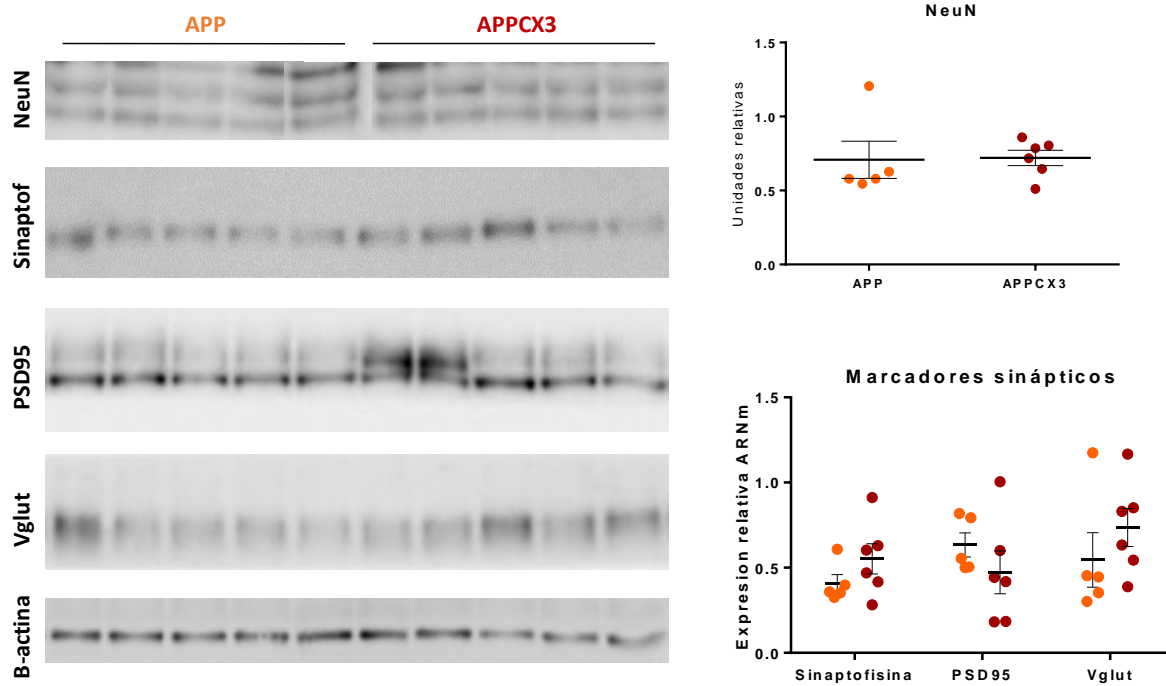 APP
APPCX3
NeuN
Sinaptof
PSD95
Vglut
B-actina
NeuN
Unidades relativas
1.5
1.0
0.5
0.0
APP
APPCX3
Marcadores sinápticos
Expresion relativa ARNm
1.5
1.0
0.5
0.0
Sinaptofisina
PSD95
Vglut